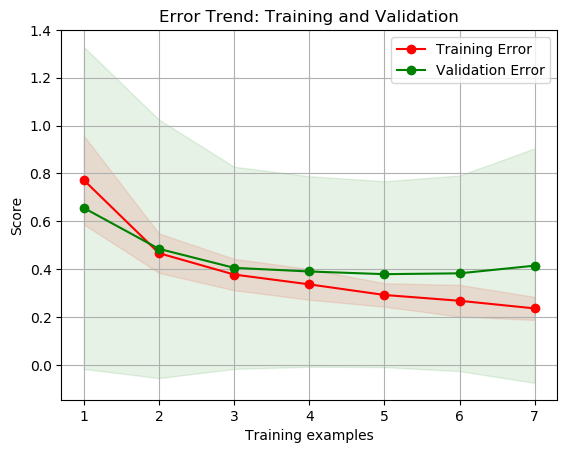 Error Trend: Training and Validation
1.4
1.2
1.0
0.8
0.6
0.4
0.2
0.0
Score
Training Error
Validation Error
1 2 3 4 5 6 7
Training examples